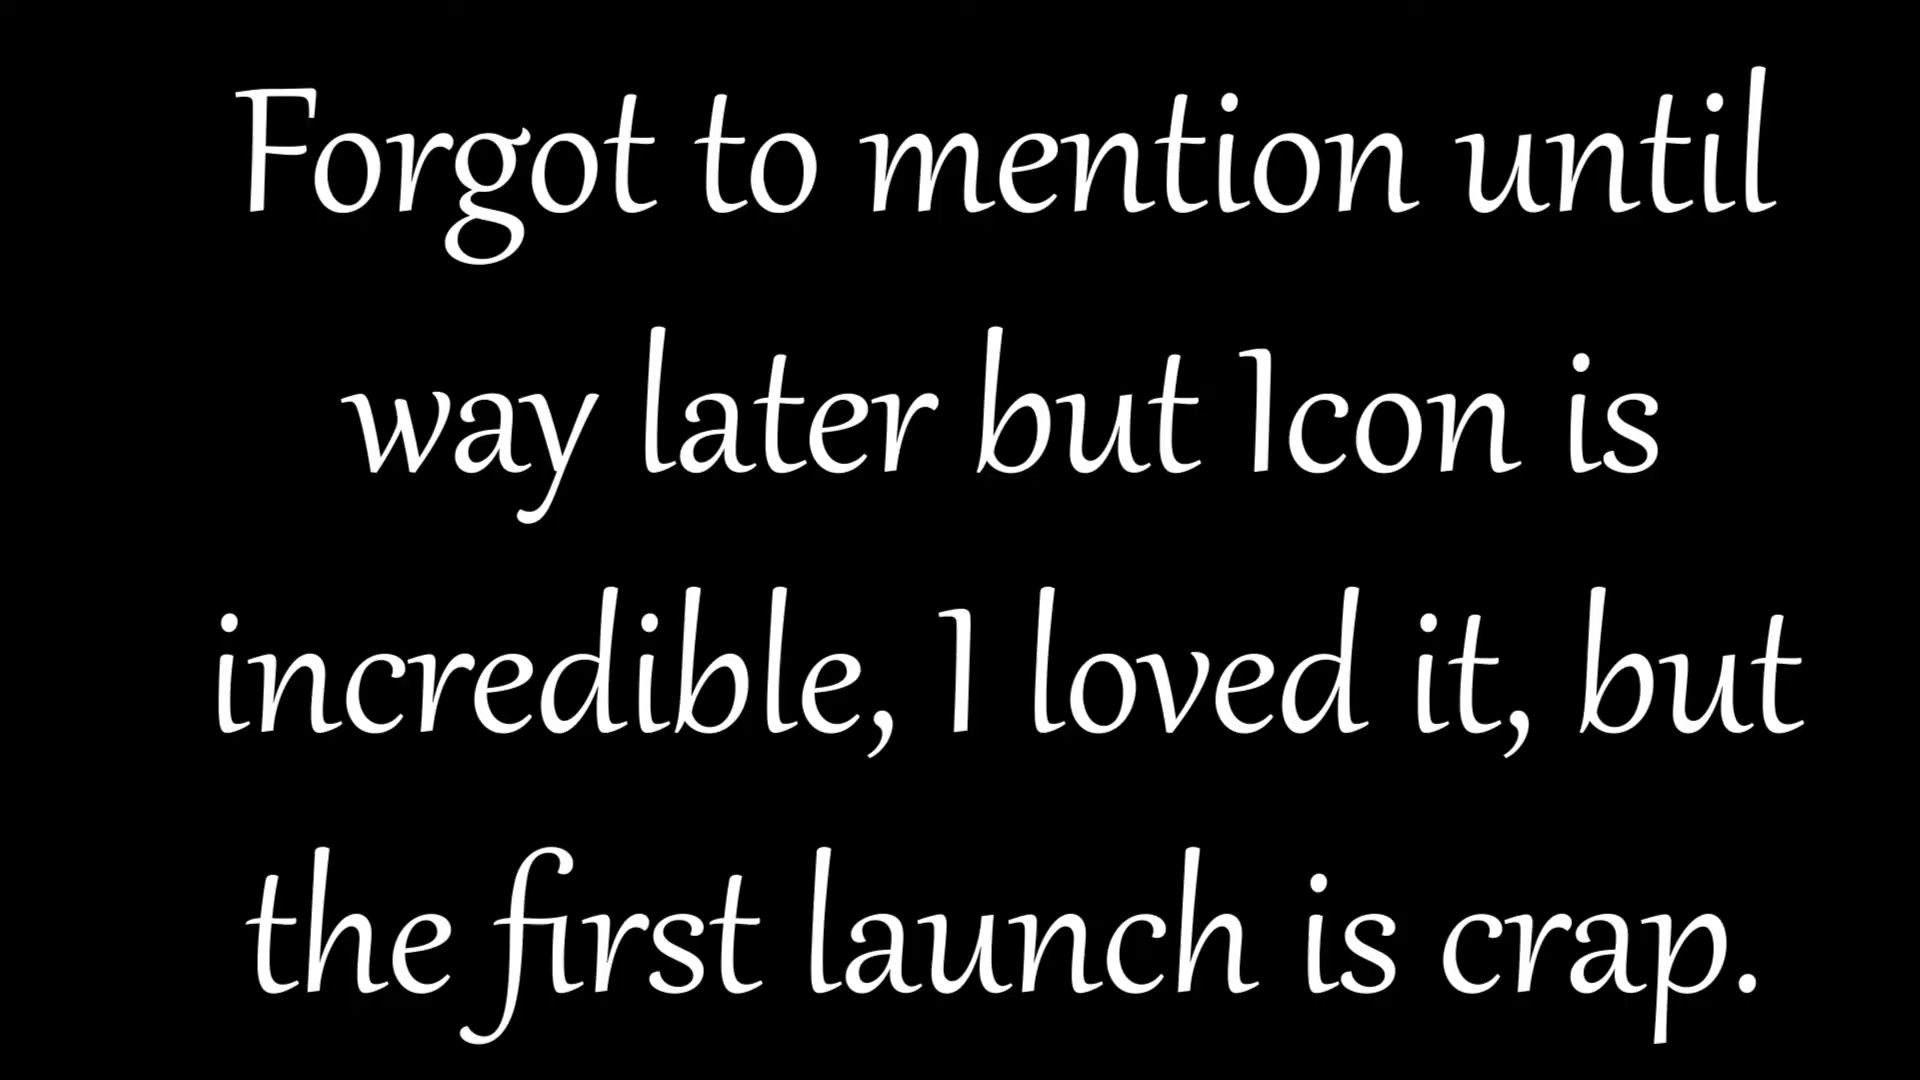 Forgot to mention until
way later but Icon is
incredible, I loved it, but
the first launch is crap.